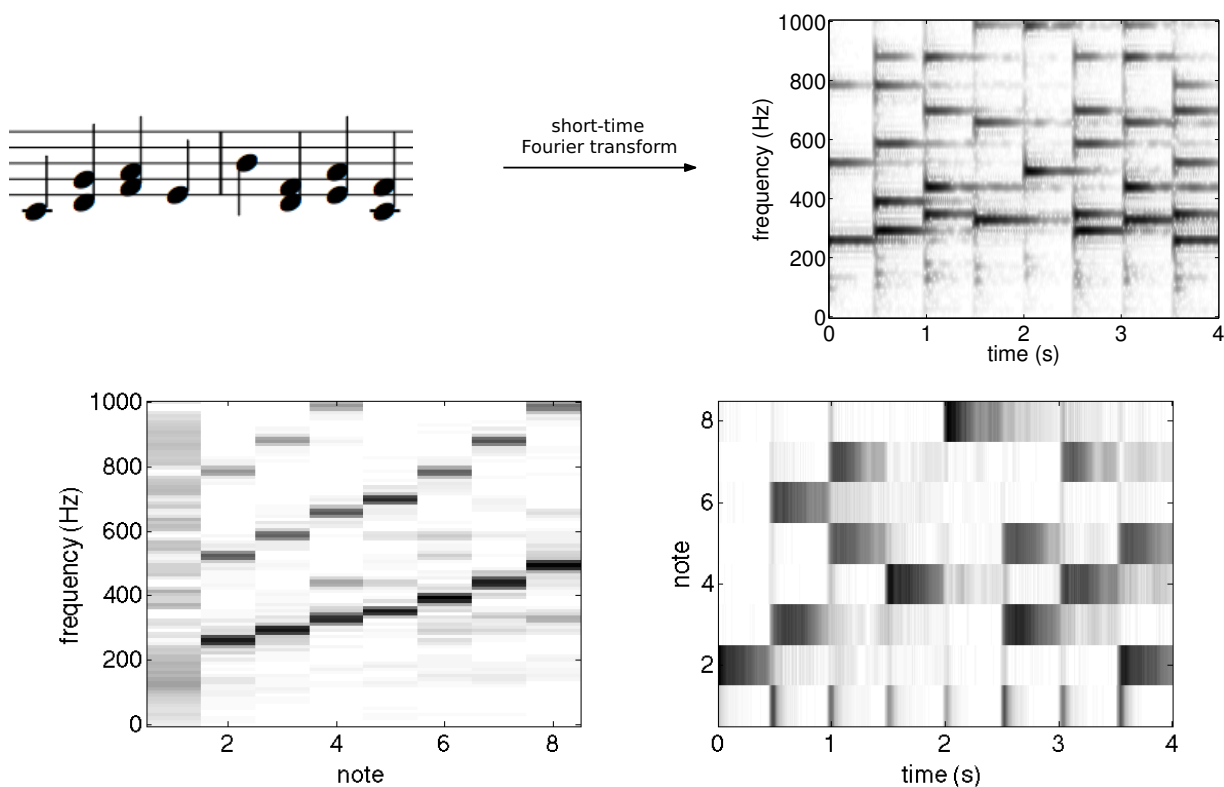 short-time
Fourier transform
1000
800
600
400
200
0
frequency (Hz)
0 1 2 3 4
time (s)
1000
800
600
400
200
0
frequency (Hz)
2 4 6 8
note
8
6
4
2
note
0 1 2 3 4
time (s)